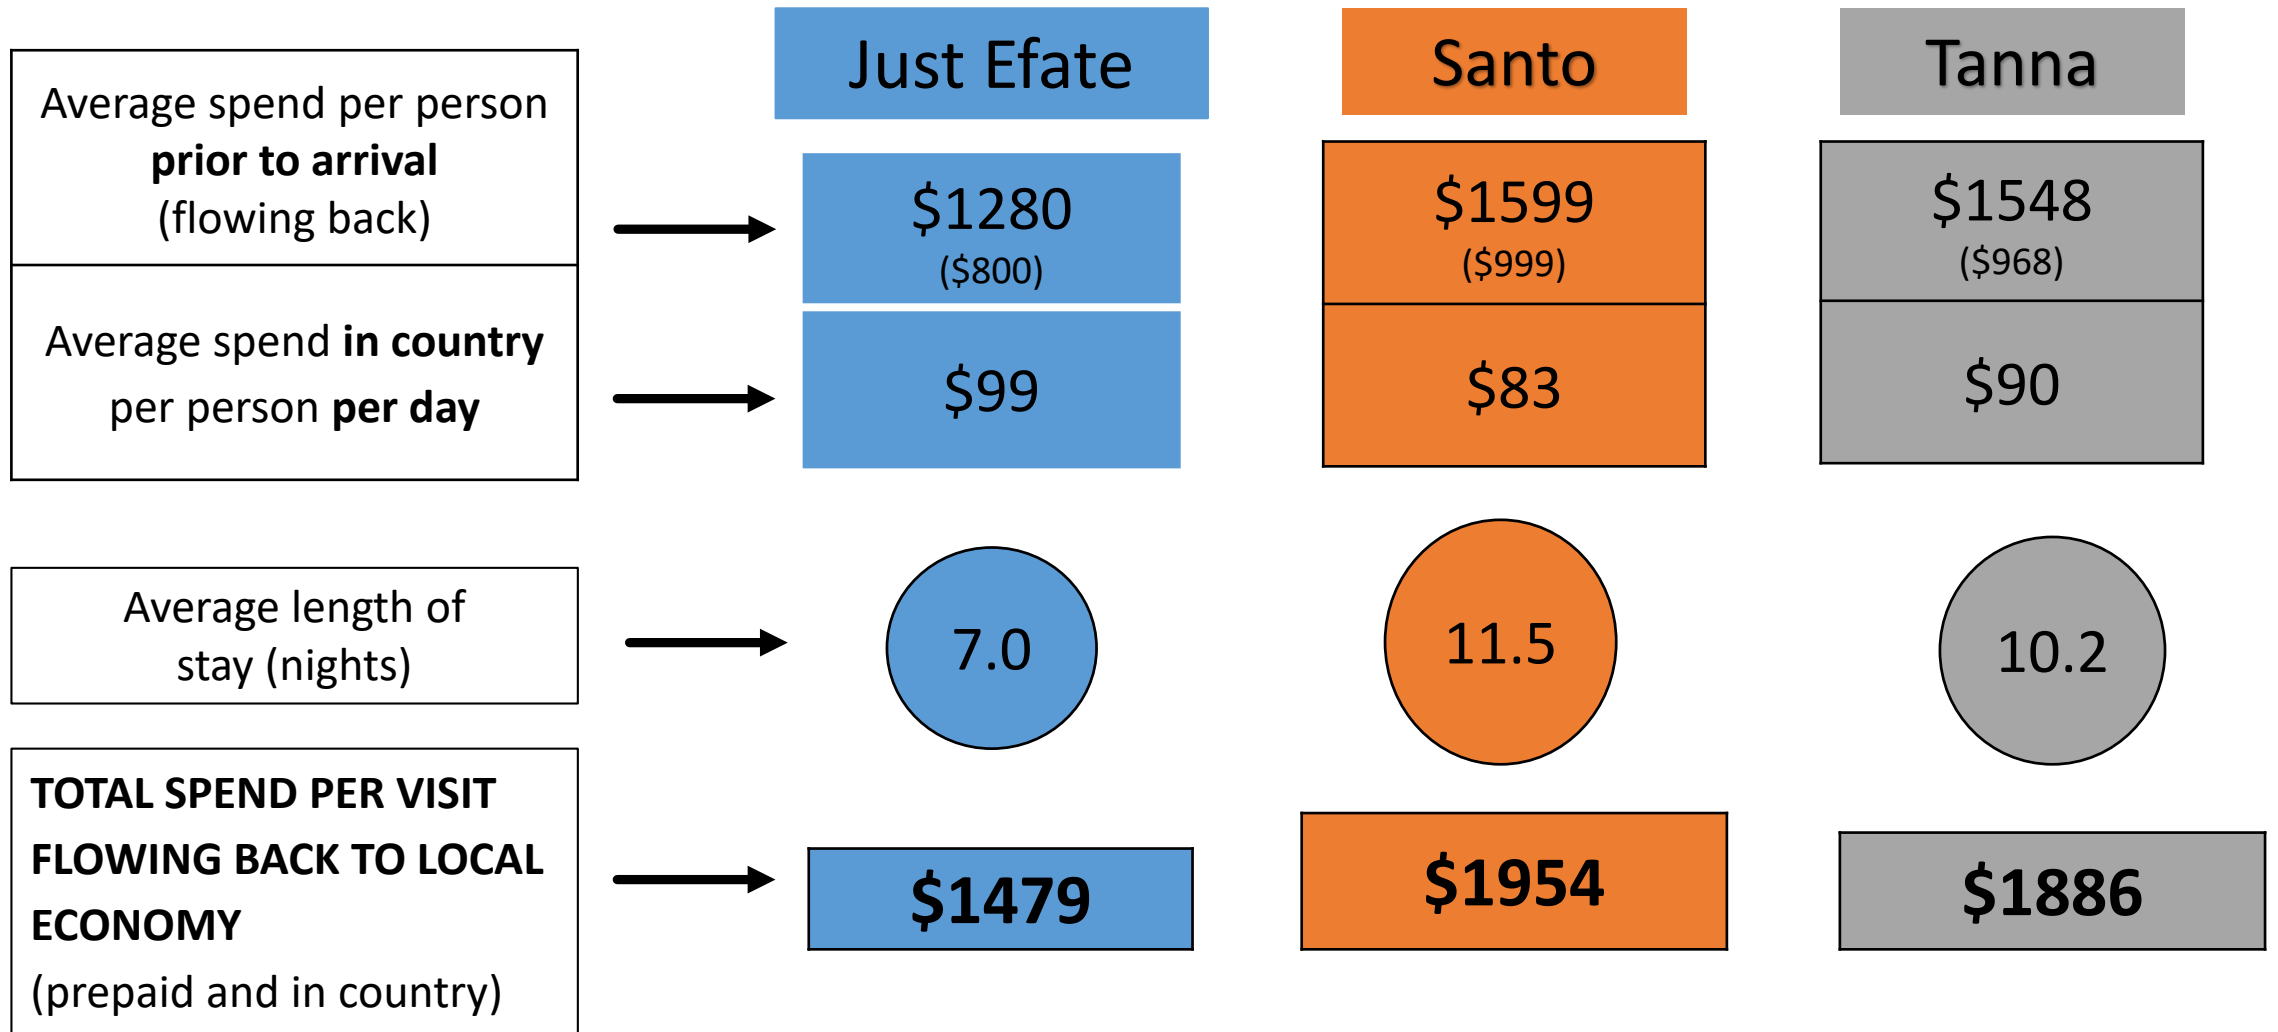 Just Efate
Santo
Tanna
Average spend per person
prior to arrival
(flowing back)
$1280
($800)
$1599
($999)
$1548
($968)
Average spend in country
per person per day
$99
$83
$90
Average length of
stay (nights)
7.0
11.5
10.2
TOTAL SPEND PER VISIT
FLOWING BACK TO LOCAL
ECONOMY
(prepaid and in country)
$1479
$1954
$1886